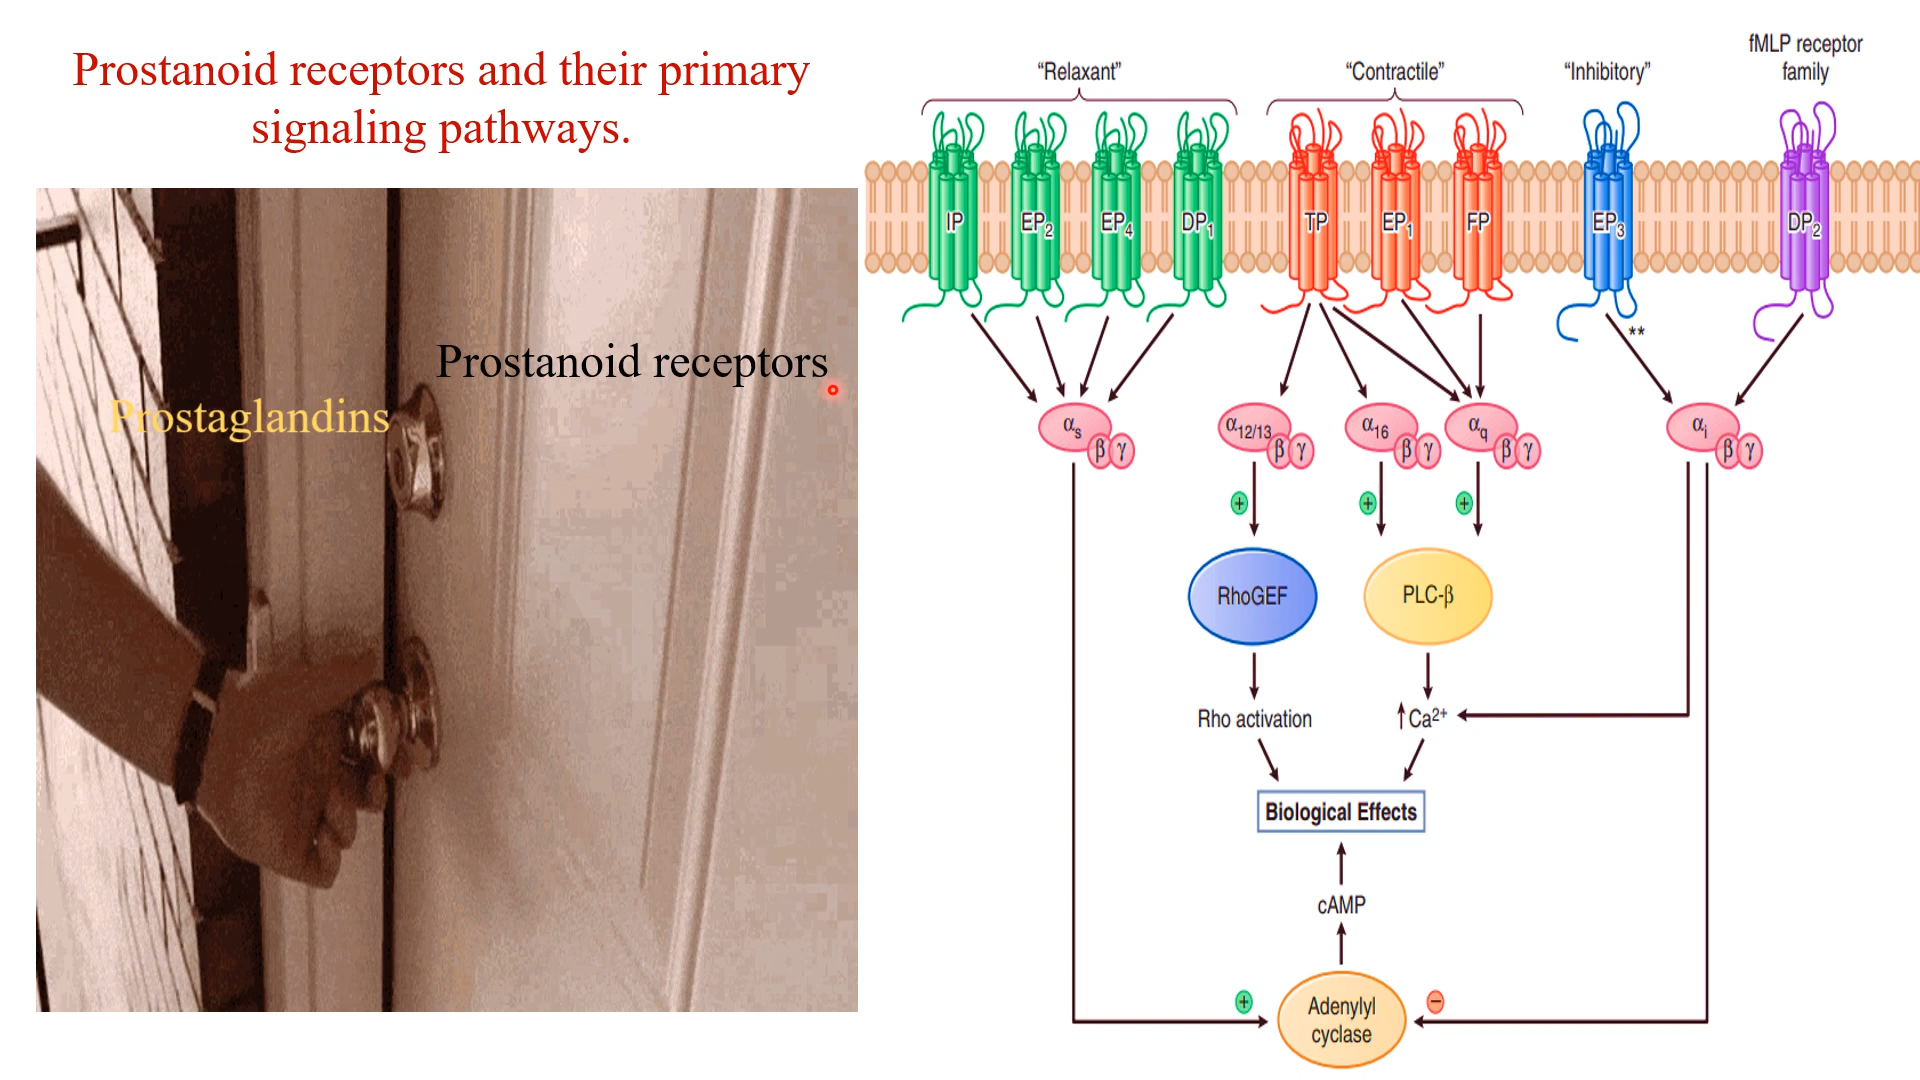 Prostanoid receptors and their primary
signaling pathways.
Prostanoid receptors
Prostaglandins
“Relaxant”
“Contractile”
“Inhibitory”
fMLP receptor
family
IP
EP₂
EP₄
DP₁
TP
EP₁
FP
EP₃
DP₂
**
αₛ
β γ
α₁₂/₁₃
β γ
α₁₆
β γ
αq
β γ
αᵢ
β γ
+
+
+
RhoGEF
PLC-β
Rho activation
↑Ca²⁺
Biological Effects
cAMP
+
Adenylyl
cyclase
−